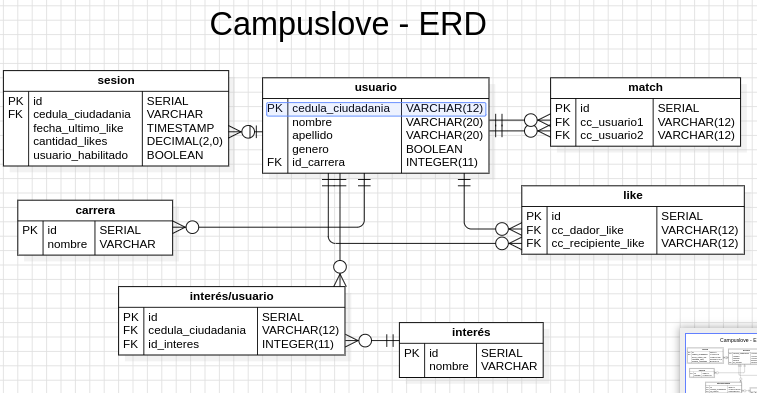 Campuslove - ERD
sesion
PK id SERIAL
FK cedula_ciudadania VARCHAR
fecha_ultimo_like TIMESTAMP
cantidad_likes DECIMAL(2,0)
usuario_habilitado BOOLEAN
usuario
PK cedula_ciudadania VARCHAR(12)
nombre VARCHAR(20)
apellido VARCHAR(20)
genero BOOLEAN
FK id_carrera INTEGER(11)
match
PK id SERIAL
FK cc_usuario1 VARCHAR(12)
FK cc_usuario2 VARCHAR(12)
carrera
PK id SERIAL
nombre VARCHAR
like
PK id SERIAL
FK cc_dador_like VARCHAR(12)
FK cc_recipiente_like VARCHAR(12)
interés/usuario
PK id SERIAL
FK cedula_ciudadania VARCHAR(12)
FK id_interes INTEGER(11)
interés
PK id SERIAL
nombre VARCHAR
Campuslove - E